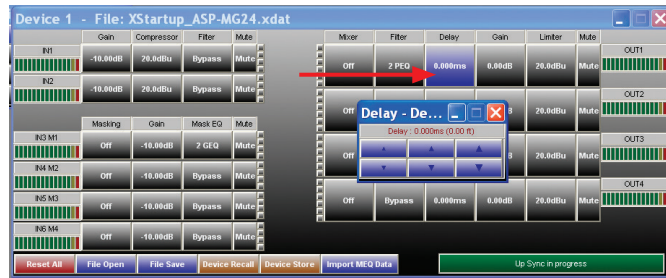 Device 1 - File: XStartup_ASP-MG24.xdat
Gain Compressor Filter Mute Mixer Filter Delay Gain Limiter Mute
IN1 -10.00dB 20.0dBu Bypass Mute Off 2 PEQ 0.000ms 0.00dB 20.0dBu Mute OUT1
IN2 -10.00dB 20.0dBu Bypass Mute Off 20.0dBu Mute OUT2
Delay - De...
Delay : 0.000ms (0.00 ft)
Masking Gain Mask EQ Mute
IN3 M1 Off -10.00dB 2 GEQ Mute Off 20.0dBu Mute OUT3
IN4 M2 Off -10.00dB Bypass Mute
IN5 M3 Off -10.00dB Bypass Mute Off Bypass 0.000ms 0.00dB 20.0dBu Mute OUT4
IN6 M4 Off -10.00dB Bypass Mute
Reset All File Open File Save Device Recall Device Store Import MEQ Data Up Sync in progress